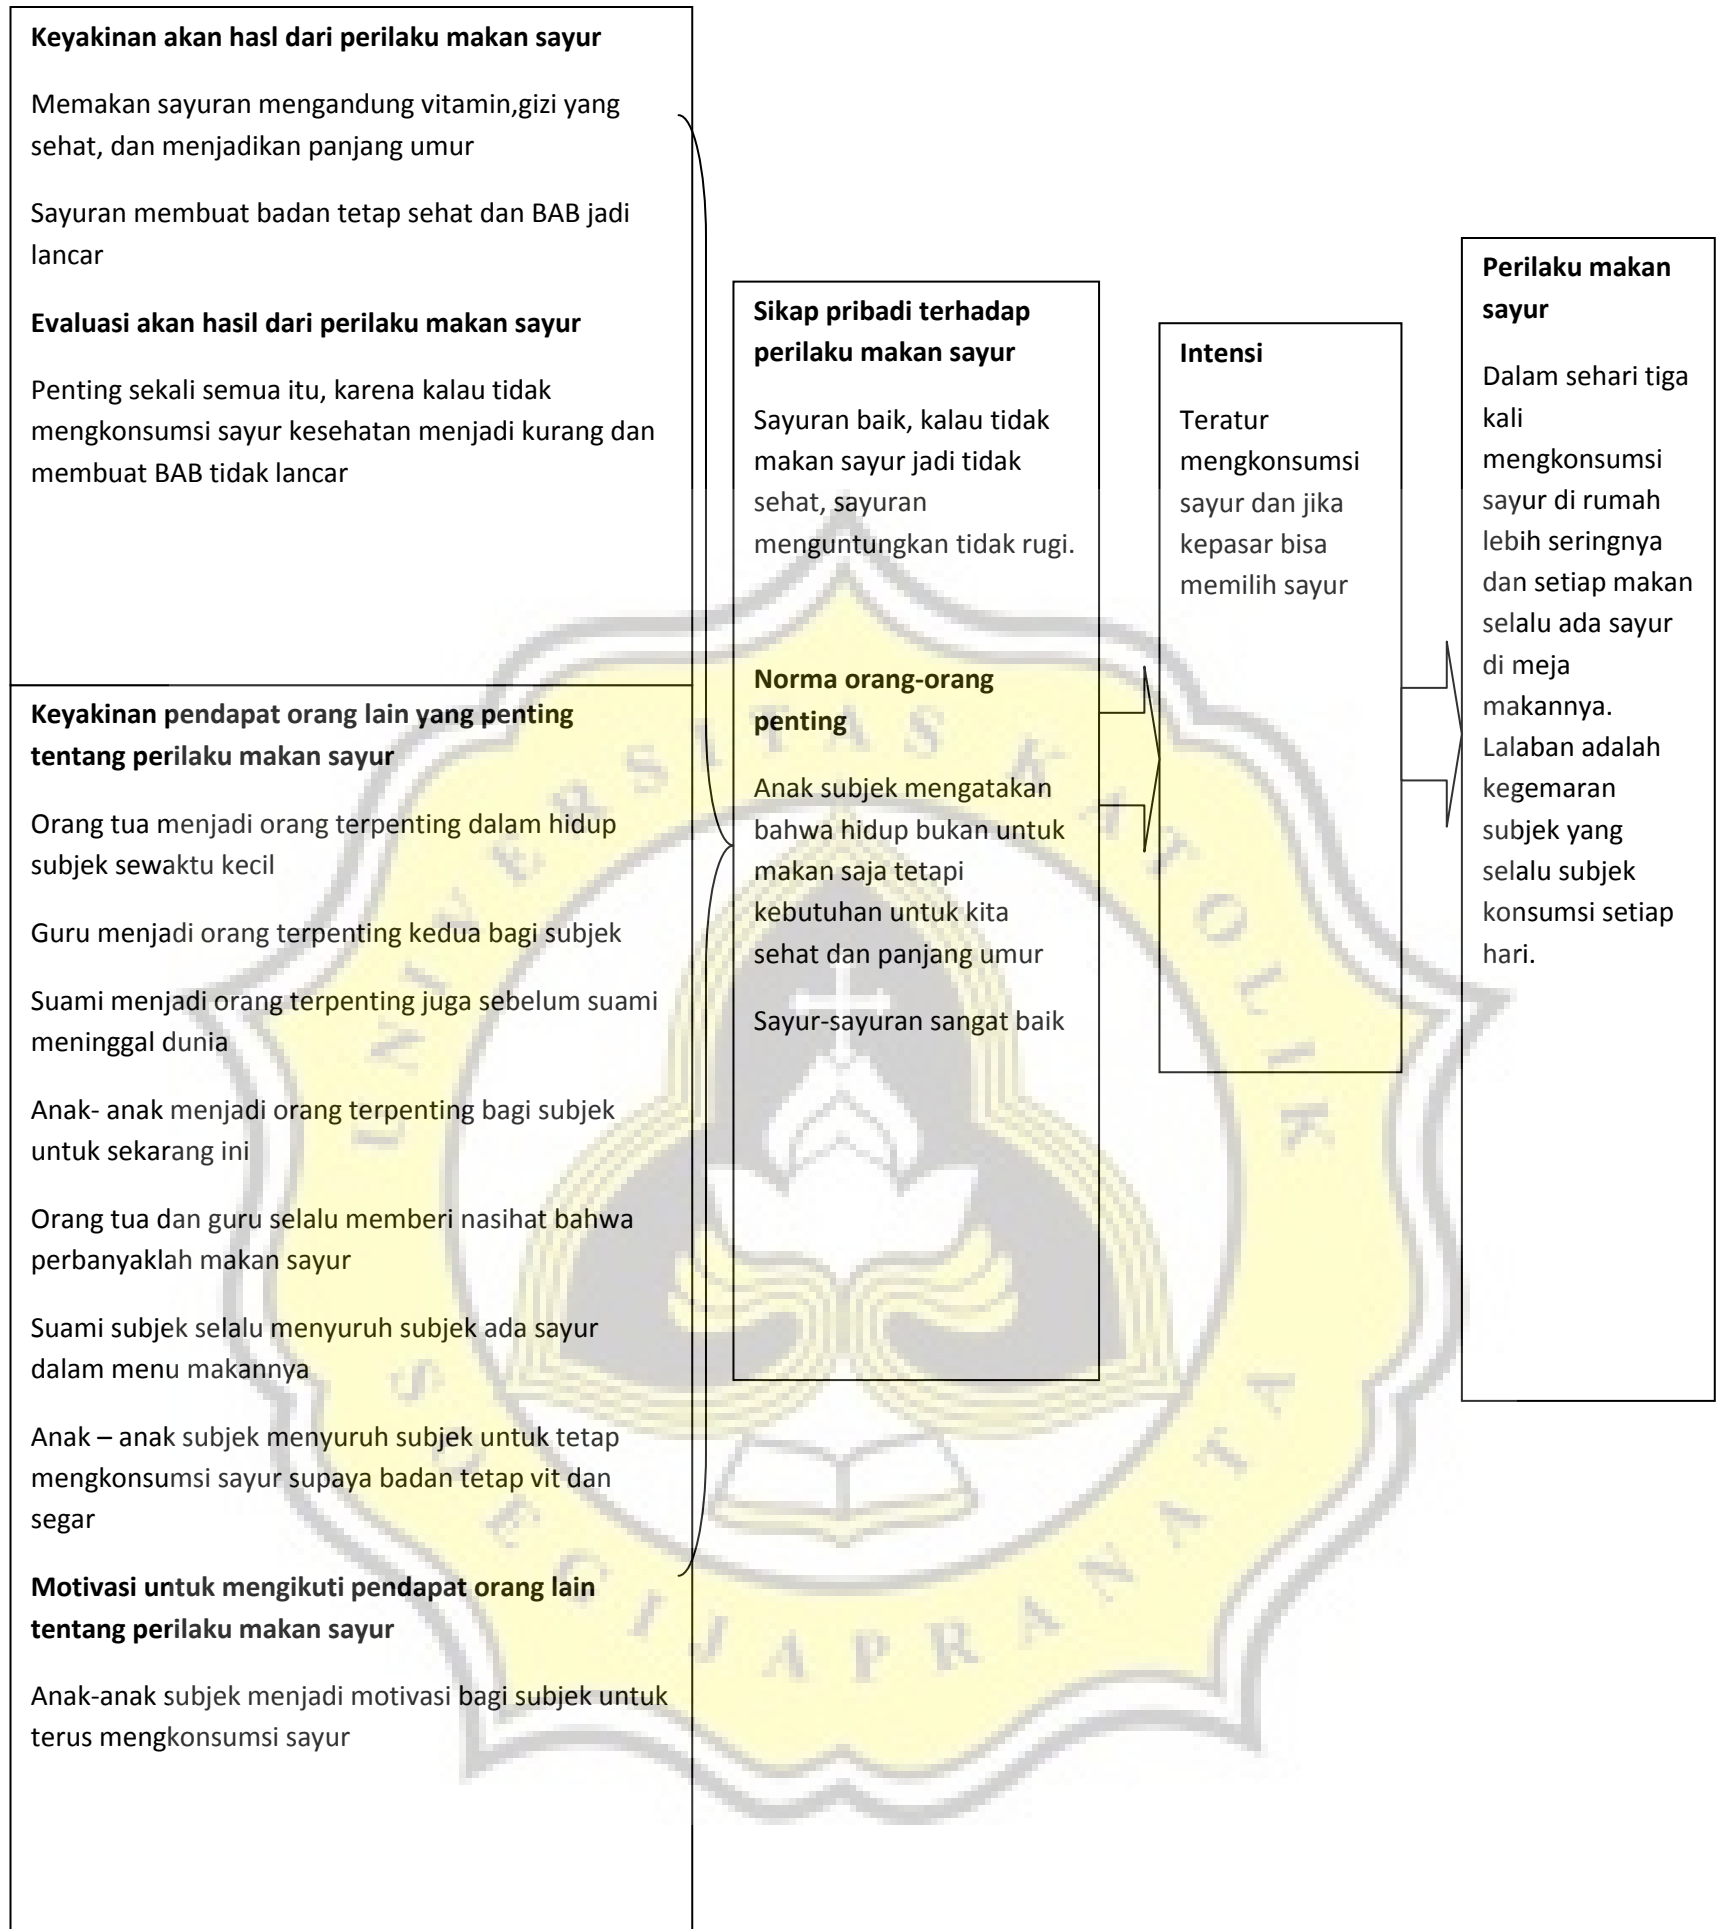 Keyakinan akan hasl dari perilaku makan sayur
Memakan sayuran mengandung vitamin,gizi yang
sehat, dan menjadikan panjang umur
Sayuran membuat badan tetap sehat dan BAB jadi
lancar
Evaluasi akan hasil dari perilaku makan sayur
Penting sekali semua itu, karena kalau tidak
mengkonsumsi sayur kesehatan menjadi kurang dan
membuat BAB tidak lancar
Keyakinan pendapat orang lain yang penting
tentang perilaku makan sayur
Orang tua menjadi orang terpenting dalam hidup
subjek sewaktu kecil
Guru menjadi orang terpenting kedua bagi subjek
Suami menjadi orang terpenting juga sebelum suami
meninggal dunia
Anak- anak menjadi orang terpenting bagi subjek
untuk sekarang ini
Orang tua dan guru selalu memberi nasihat bahwa
perbanyaklah makan sayur
Suami subjek selalu menyuruh subjek ada sayur
dalam menu makannya
Anak – anak subjek menyuruh subjek untuk tetap
mengkonsumsi sayur supaya badan tetap vit dan
segar
Motivasi untuk mengikuti pendapat orang lain
tentang perilaku makan sayur
Anak-anak subjek menjadi motivasi bagi subjek untuk
terus mengkonsumsi sayur
Sikap pribadi terhadap
perilaku makan sayur
Sayuran baik, kalau tidak
makan sayur jadi tidak
sehat, sayuran
menguntungkan tidak rugi.
Norma orang-orang
penting
Anak subjek mengatakan
bahwa hidup bukan untuk
makan saja tetapi
kebutuhan untuk kita
sehat dan panjang umur
Sayur-sayuran sangat baik
Intensi
Teratur
mengkonsumsi
sayur dan jika
kepasar bisa
memilih sayur
Perilaku makan
sayur
Dalam sehari tiga
kali
mengkonsumsi
sayur di rumah
lebih seringnya
dan setiap makan
selalu ada sayur
di meja
makannya.
Lalaban adalah
kegemaran
subjek yang
selalu subjek
konsumsi setiap
hari.
UNIVERSITAS KATOLIK
SOEGIJAPRANATA